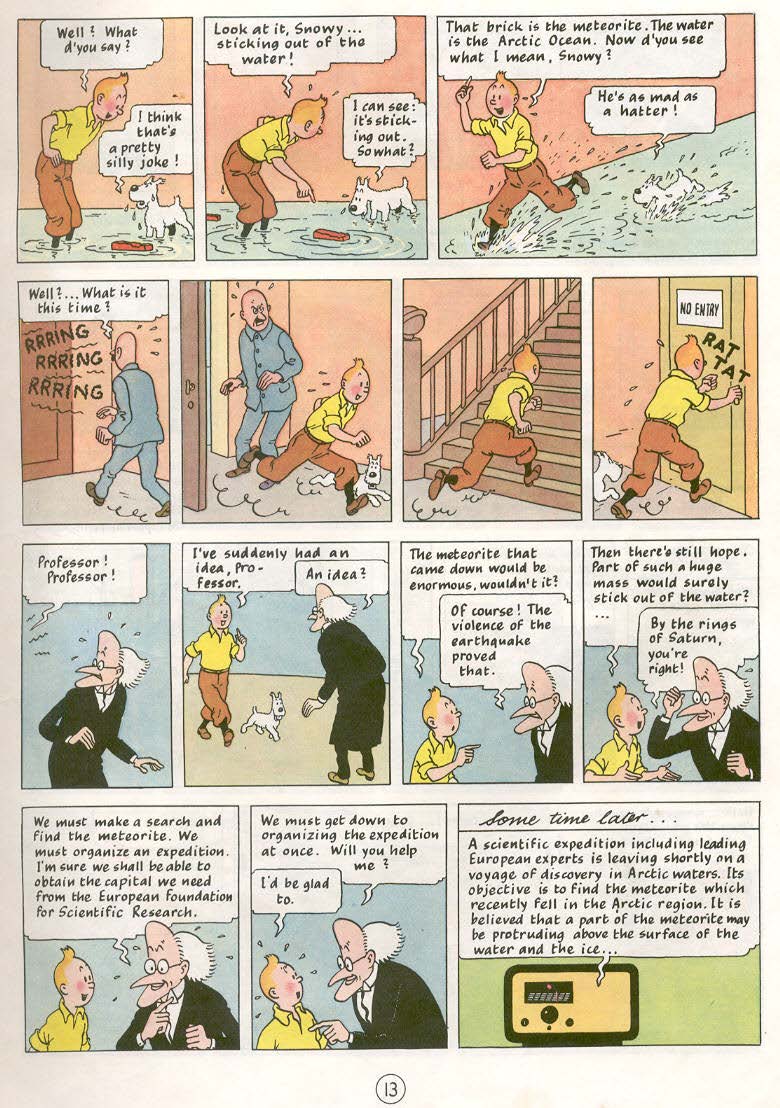 Well? What
d'you say?
I think
that's
a pretty
silly joke!
Look at it, Snowy...
sticking out of the
water!
I can see:
it's stick-
ing out.
So what?
That brick is the meteorite. The water
is the Arctic Ocean. Now d'you see
what I mean, Snowy?
He's as mad as
a hatter!
Well?... What is it
this time?
RRRING
RRRING
RRRING
NO ENTRY
RAT
TAT
Professor!
Professor!
I've suddenly had an
idea, Pro-
fessor.
An idea?
The meteorite that
came down would be
enormous, wouldn't it?
Of course! The
violence of the
earthquake
proved
that.
Then there's still hope.
Part of such a huge
mass would surely
stick out of the water?
...
By the rings
of Saturn,
you're
right!
We must make a search and
find the meteorite. We
must organize an expedition.
I'm sure we shall be able to
obtain the capital we need
from the European Foundation
for Scientific Research.
We must get down to
organizing the expedition
at once. Will you help
me?
I'd be glad
to.
Some time later...
A scientific expedition including leading
European experts is leaving shortly on a
voyage of discovery in Arctic waters. Its
objective is to find the meteorite which
recently fell in the Arctic region. It is
believed that a part of the meteorite may
be protruding above the surface of the
water and the ice...
13